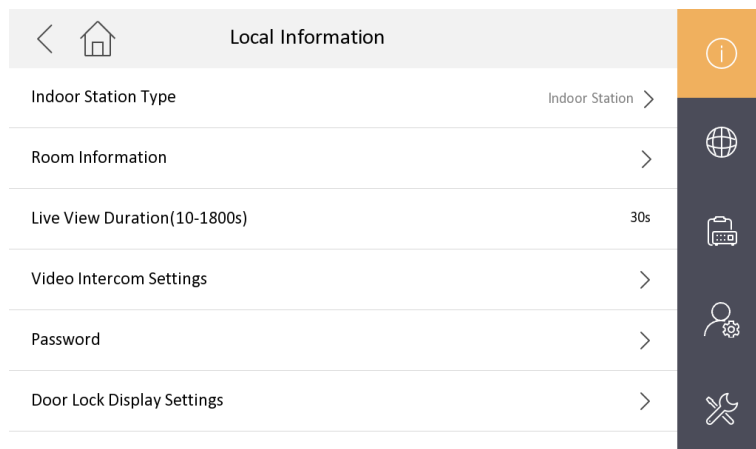 Local Information
Indoor Station Type Indoor Station
Room Information
Live View Duration(10-1800s) 30s
Video Intercom Settings
Password
Door Lock Display Settings